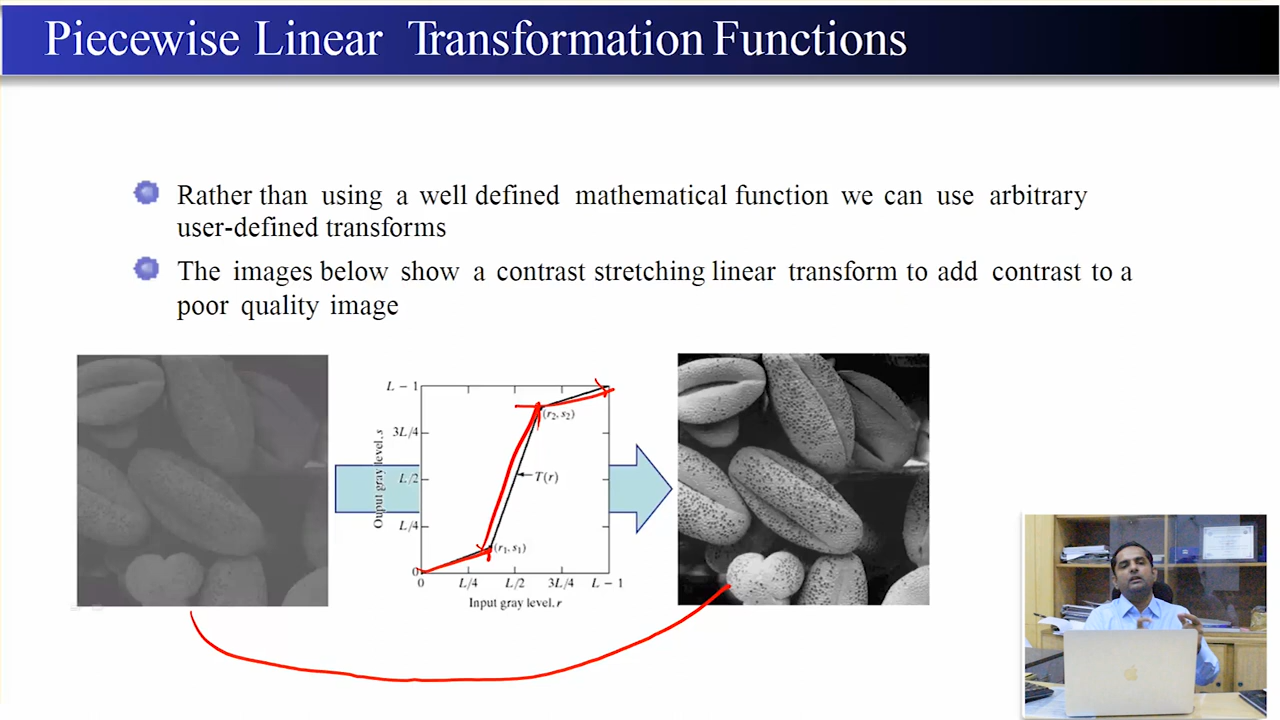 Piecewise Linear Transformation Functions
Rather than using a well defined mathematical function we can use arbitrary
user-defined transforms
The images below show a contrast stretching linear transform to add contrast to a
poor quality image
L − 1
3L/4
L/2
L/4
0
Ouput gray level, s
(r₂, s₂)
T(r)
(r₁, s₁)
0 L/4 L/2 3L/4 L − 1
Input gray level, r